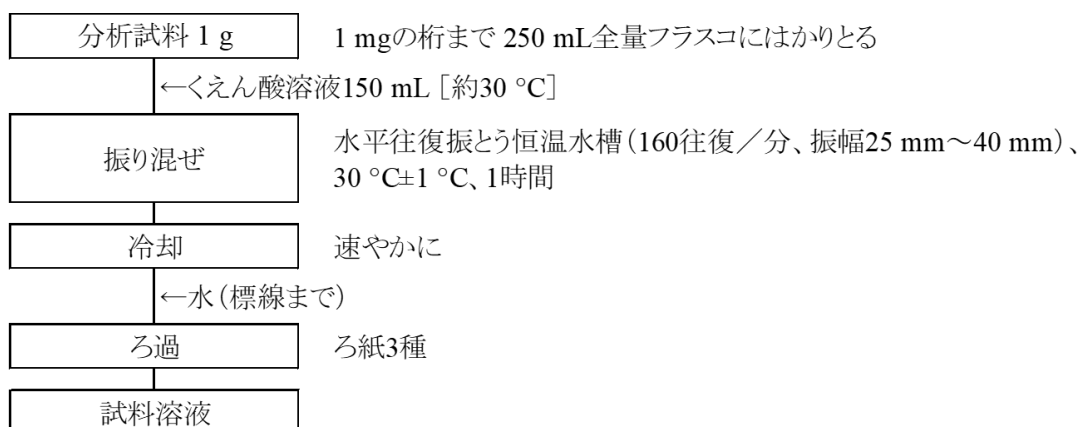 分析試料 1 g
1 mgの桁まで 250 mL全量フラスコにはかりとる
←くえん酸溶液150 mL [約30 °C]
振り混ぜ
水平往復振とう恒温水槽(160往復／分、振幅25 mm～40 mm)、
30 °C±1 °C、1時間
冷却
速やかに
←水(標線まで)
ろ過
ろ紙3種
試料溶液